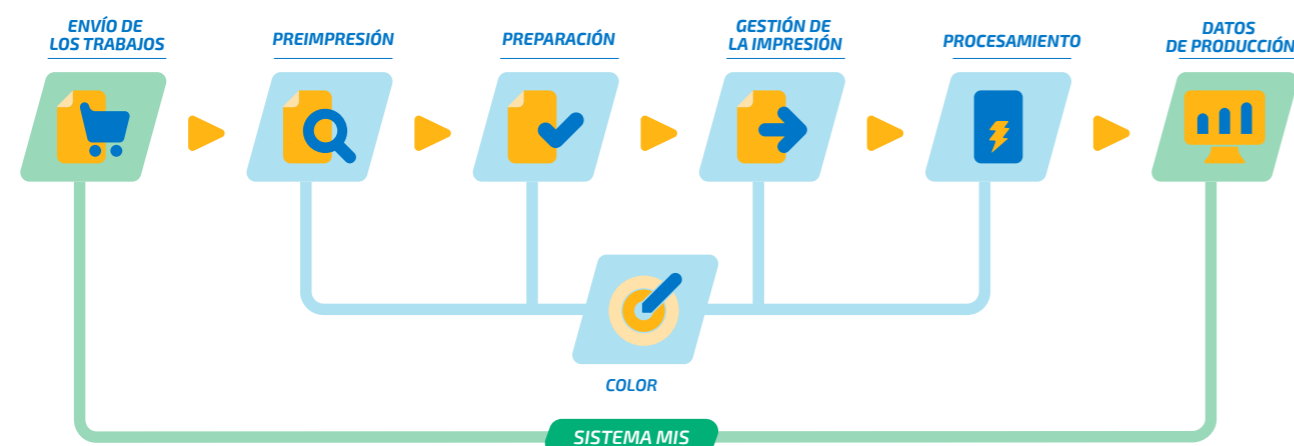 ENVÍO DE
LOS TRABAJOS
PREIMPRESIÓN
PREPARACIÓN
GESTIÓN DE
LA IMPRESIÓN
PROCESAMIENTO
DATOS
DE PRODUCCIÓN
COLOR
SISTEMA MIS